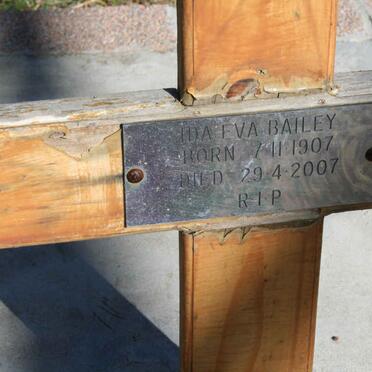 IDA EVA BAILEY
BORN 7·11·1907
DIED 29·4·2007
R·I·P